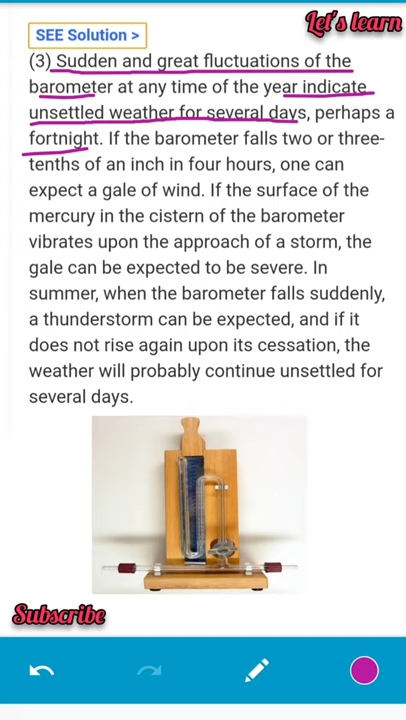 Let's learn
SEE Solution >
(3) Sudden and great fluctuations of the
barometer at any time of the year indicate
unsettled weather for several days, perhaps a
fortnight. If the barometer falls two or three-
tenths of an inch in four hours, one can
expect a gale of wind. If the surface of the
mercury in the cistern of the barometer
vibrates upon the approach of a storm, the
gale can be expected to be severe. In
summer, when the barometer falls suddenly,
a thunderstorm can be expected, and if it
does not rise again upon its cessation, the
weather will probably continue unsettled for
several days.
Subscribe